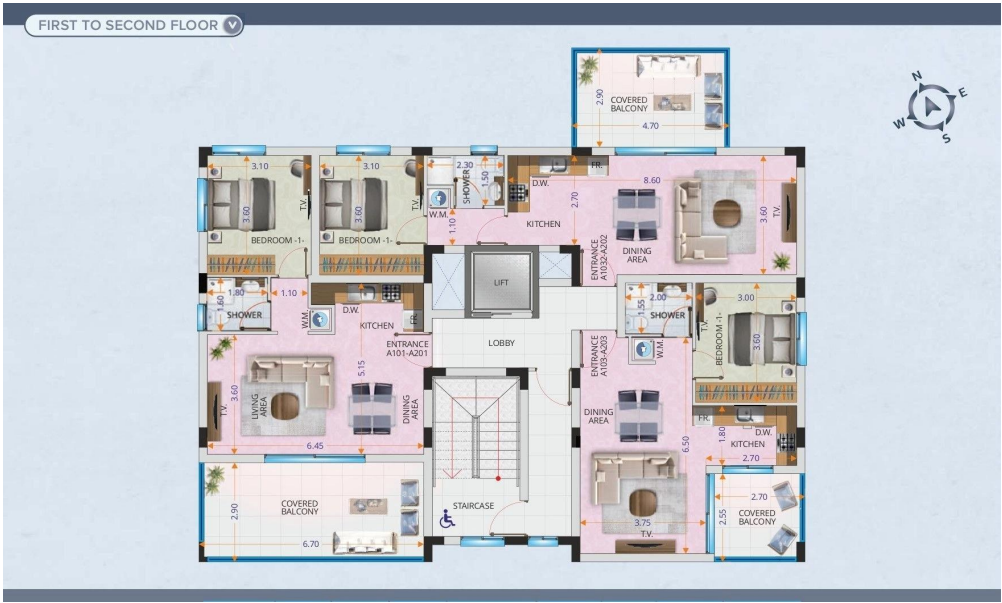 FIRST TO SECOND FLOOR
N
E
W
S
2.90
COVERED
BALCONY
4.70
3.10
3.60
T.V.
BEDROOM -1-
3.10
3.60
T.V.
BEDROOM -1-
2.30
SHOWER
1.50
W.M.
1.10
D.W.
FR.
KITCHEN
2.70
8.60
DINING
AREA
3.60
T.V.
ENTRANCE
A1032-A202
LIFT
LOBBY
1.80
1.60
SHOWER
1.10
W.M.
D.W.
KITCHEN
FR.
ENTRANCE
A101-A201
5.15
3.60
T.V.
LIVING
AREA
DINING
AREA
6.45
2.90
COVERED
BALCONY
6.70
STAIRCASE
ENTRANCE
A103-A203
1.55
2.00
SHOWER
W.M.
T.V.
BEDROOM -1-
3.00
3.60
DINING
AREA
6.50
FR.
D.W.
1.80
KITCHEN
2.70
3.75
T.V.
2.70
2.55
COVERED
BALCONY